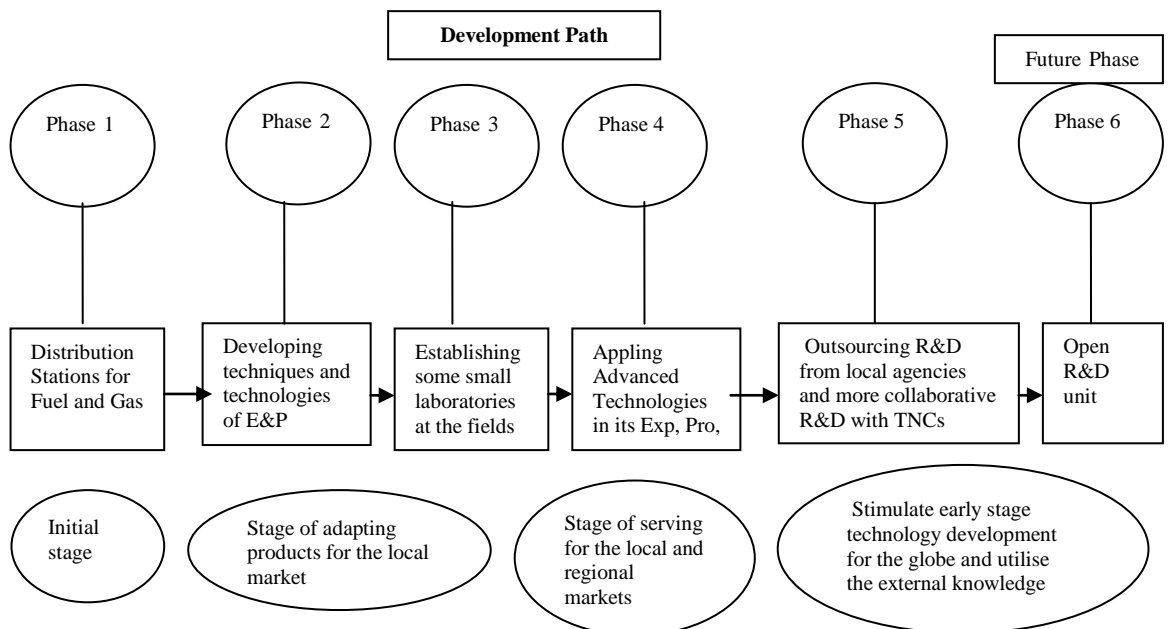 Development Path
Future Phase
Phase 1
Phase 2
Phase 3
Phase 4
Phase 5
Phase 6
Distribution
Stations for
Fuel and Gas
Developing
techniques and
technologies
of E&P
Establishing
some small
laboratories
at the fields
Appling
Advanced
Technologies
in its Exp, Pro,
Outsourcing R&D
from local agencies
and more collaborative
R&D with TNCs
Open
R&D
unit
Initial
stage
Stage of adapting
products for the local
market
Stage of serving
for the local and
regional
markets
Stimulate early stage
technology development
for the globe and utilise
the external knowledge